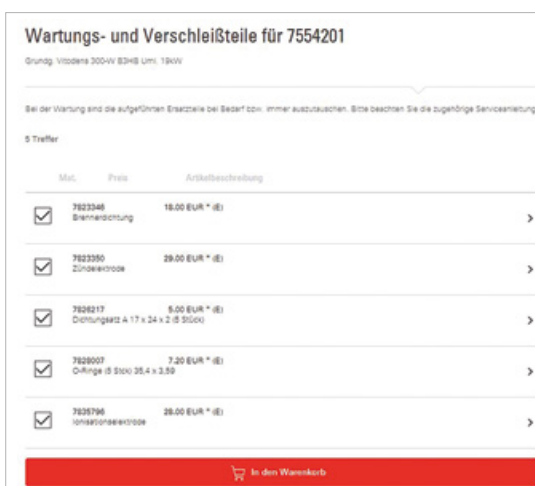 Wartungs- und Verschleißteile für 7554201
Grundg. Vitodens 300-W B3HB Uml. 19kW
Bei der Wartung sind die aufgeführten Ersatzteile bei Bedarf bzw. immer auszutauschen. Bitte beachten Sie die zugehörige Serviceanleitung
5 Treffer
Mat. Preis Artikelbeschreibung
7823346 18.00 EUR * (E)
Brennerdichtung
7823350 29.00 EUR * (E)
Zündelektrode
7826217 5.00 EUR * (E)
Dichtungsatz A 17 x 24 x 2 (5 Stück)
7828007 7.20 EUR * (E)
O-Ringe (5 Stck) 35,4 x 3,59
7835796 28.00 EUR * (E)
Ionisationselektrode
In den Warenkorb